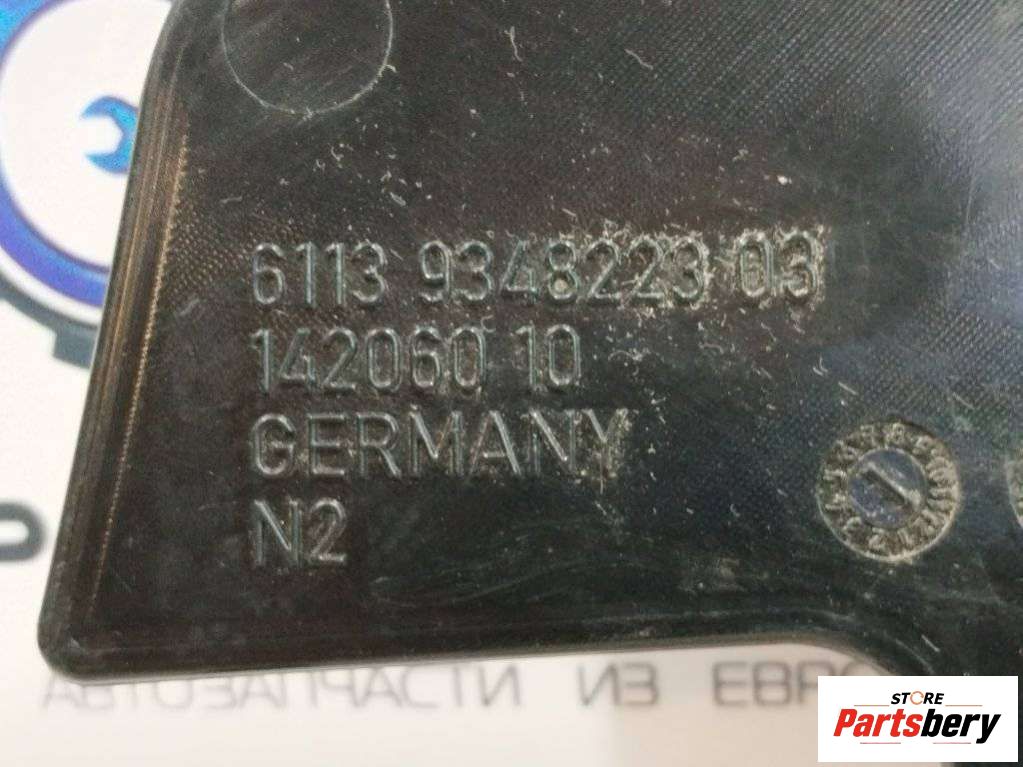 6113 9348223 03
142060 10
GERMANY
N2
АВТОЗАПЧАСТИ ИЗ ЕВРО
STORE
Partsbery